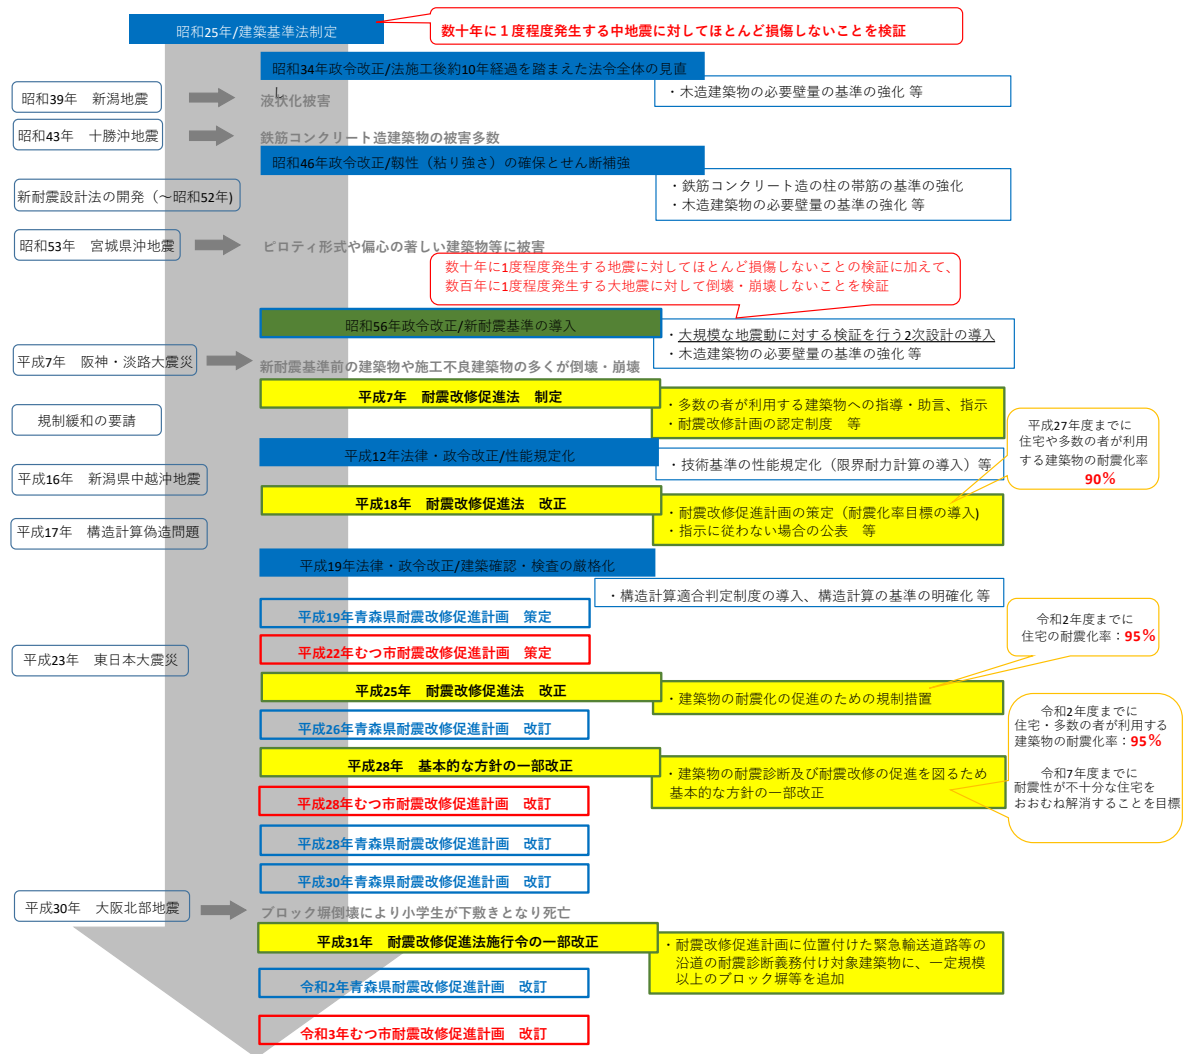 昭和25年/建築基準法制定
数十年に１度程度発生する中地震に対してほとんど損傷しないことを検証
昭和34年政令改正/法施工後約10年経過を踏まえた法令全体の見直
し
・木造建築物の必要壁量の基準の強化 等
昭和39年　新潟地震
液状化被害
昭和43年　十勝沖地震
鉄筋コンクリート造建築物の被害多数
昭和46年政令改正/靱性（粘り強さ）の確保とせん断補強
・鉄筋コンクリート造の柱の帯筋の基準の強化
・木造建築物の必要壁量の基準の強化 等
新耐震設計法の開発（～昭和52年)
昭和53年　宮城県沖地震
ピロティ形式や偏心の著しい建築物等に被害
数十年に1度程度発生する地震に対してほとんど損傷しないことの検証に加えて、
数百年に1度程度発生する大地震に対して倒壊・崩壊しないことを検証
昭和56年政令改正/新耐震基準の導入
・大規模な地震動に対する検証を行う2次設計の導入
・木造建築物の必要壁量の基準の強化 等
平成7年　阪神・淡路大震災
新耐震基準前の建築物や施工不良建築物の多くが倒壊・崩壊
平成7年　耐震改修促進法　制定
・多数の者が利用する建築物への指導・助言、指示
・耐震改修計画の認定制度　等
規制緩和の要請
平成27年度までに
住宅や多数の者が利用
する建築物の耐震化率
90%
平成12年法律・政令改正/性能規定化
・技術基準の性能規定化（限界耐力計算の導入）等
平成16年　新潟県中越沖地震
平成18年　耐震改修促進法　改正
・耐震改修促進計画の策定（耐震化率目標の導入)
・指示に従わない場合の公表　等
平成17年　構造計算偽造問題
平成19年法律・政令改正/建築確認・検査の厳格化
・構造計算適合判定制度の導入、構造計算の基準の明確化 等
平成19年青森県耐震改修促進計画　策定
令和2年度までに
住宅の耐震化率：95%
平成22年むつ市耐震改修促進計画　策定
平成23年　東日本大震災
平成25年　耐震改修促進法　改正
・建築物の耐震化の促進のための規制措置
平成26年青森県耐震改修促進計画　改訂
令和2年度までに
住宅・多数の者が利用する
建築物の耐震化率：95%
令和7年度までに
耐震性が不十分な住宅を
おおむね解消することを目標
平成28年　基本的な方針の一部改正
・建築物の耐震診断及び耐震改修の促進を図るため
基本的な方針の一部改正
平成28年むつ市耐震改修促進計画　改訂
平成28年青森県耐震改修促進計画　改訂
平成30年青森県耐震改修促進計画　改訂
平成30年　大阪北部地震
ブロック塀倒壊により小学生が下敷きとなり死亡
平成31年　耐震改修促進法施行令の一部改正
・耐震改修促進計画に位置付けた緊急輸送道路等の
沿道の耐震診断義務付け対象建築物に、一定規模
以上のブロック塀等を追加
令和2年青森県耐震改修促進計画　改訂
令和3年むつ市耐震改修促進計画　改訂